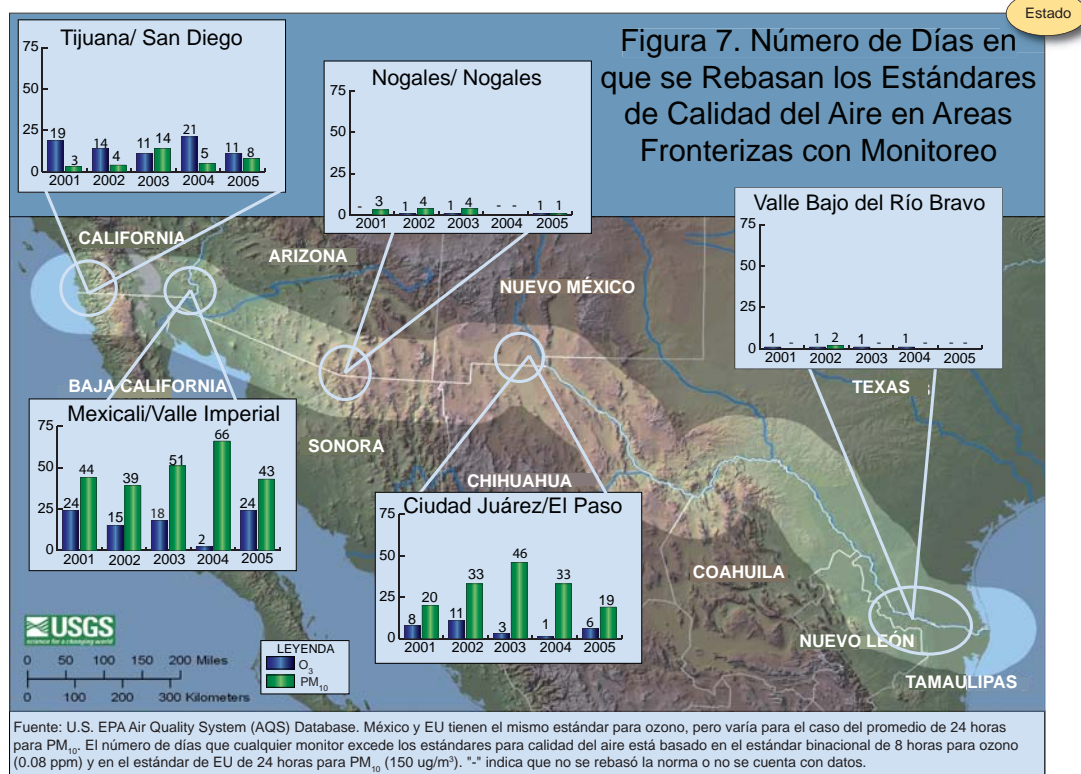 Estado
Figura 7. Número de Días en
que se Rebasan los Estándares
de Calidad del Aire en Areas
Fronterizas con Monitoreo
Tijuana/ San Diego
75
50
25
0
19 3 14 4 11 14 21 5 11 8
2001 2002 2003 2004 2005
Nogales/ Nogales
75
50
25
0
- 3 1 4 1 4 - - 1 1
2001 2002 2003 2004 2005
Valle Bajo del Río Bravo
75
50
25
0
1 - 1 2 1 - 1 - - -
2001 2002 2003 2004 2005
CALIFORNIA
ARIZONA
NUEVO MÉXICO
TEXAS
BAJA CALIFORNIA
SONORA
CHIHUAHUA
COAHUILA
NUEVO LEÓN
TAMAULIPAS
Mexicali/Valle Imperial
75
50
25
0
24 44 15 39 18 51 2 66 24 43
2001 2002 2003 2004 2005
Ciudad Juárez/El Paso
75
50
25
0
8 20 11 33 3 46 1 33 6 19
2001 2002 2003 2004 2005
USGS
science for a changing world
0 50 100 150 200 Miles
0 100 200 300 Kilometers
LEYENDA
O₃
PM₁₀
Fuente: U.S. EPA Air Quality System (AQS) Database. México y EU tienen el mismo estándar para ozono, pero varía para el caso del promedio de 24 horas
para PM₁₀. El número de días que cualquier monitor excede los estándares para calidad del aire está basado en el estándar binacional de 8 horas para ozono
(0.08 ppm) y en el estándar de EU de 24 horas para PM₁₀ (150 ug/m³). "-" indica que no se rebasó la norma o no se cuenta con datos.